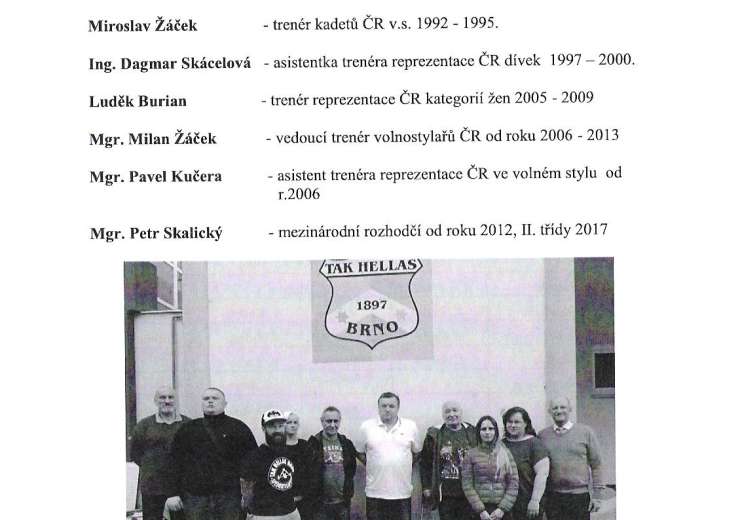 Miroslav Žáček - trenér kadetů ČR v.s. 1992 - 1995.
Ing. Dagmar Skácelová - asistentka trenéra reprezentace ČR dívek 1997 – 2000.
Luděk Burian - trenér reprezentace ČR kategorií žen 2005 - 2009
Mgr. Milan Žáček - vedoucí trenér volnostylařů ČR od roku 2006 - 2013
Mgr. Pavel Kučera - asistent trenéra reprezentace ČR ve volném stylu od
r.2006
Mgr. Petr Skalický - mezinárodní rozhodčí od roku 2012, II. třídy 2017
TAK HELLAS
1897
BRNO